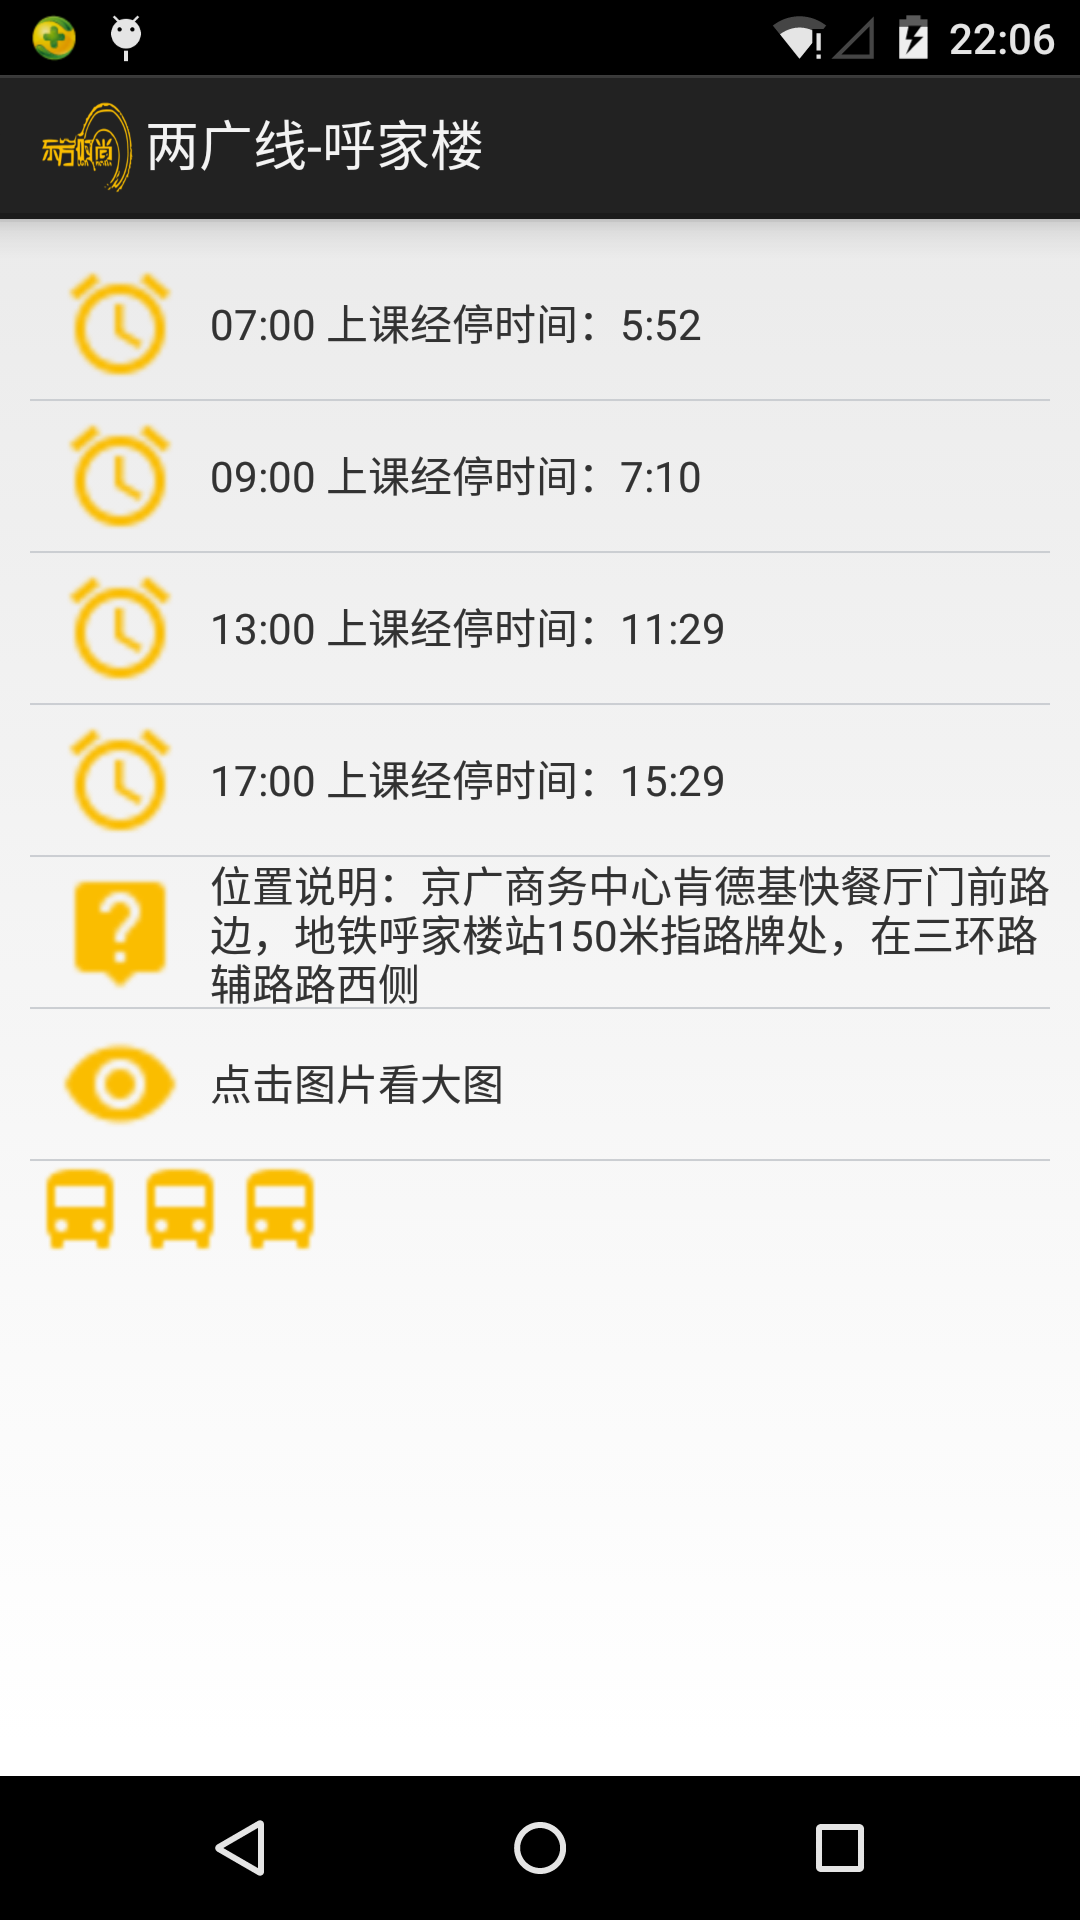 22:06
东方时尚
两广线-呼家楼
07:00 上课经停时间：5:52
09:00 上课经停时间：7:10
13:00 上课经停时间：11:29
17:00 上课经停时间：15:29
位置说明：京广商务中心肯德基快餐厅门前路
边，地铁呼家楼站150米指路牌处，在三环路
辅路路西侧
点击图片看大图